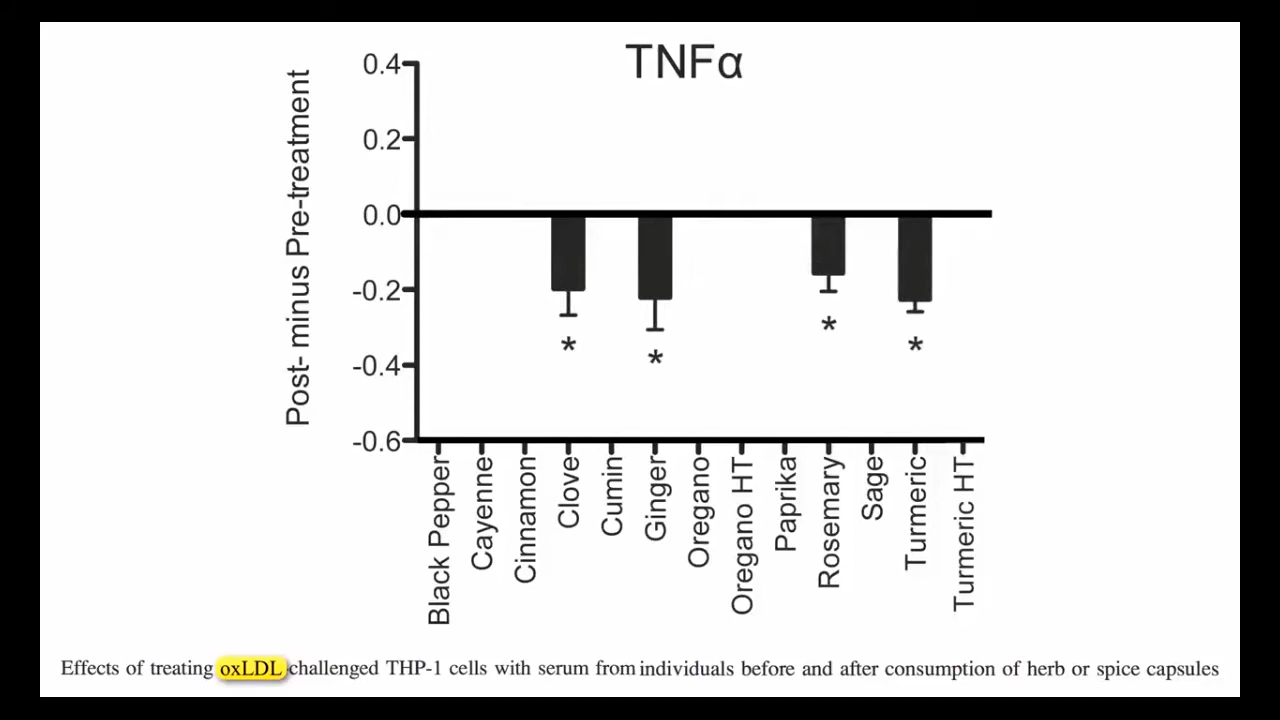 TNFα
Post- minus Pre-treatment
0.4
0.2
0.0
-0.2
-0.4
-0.6
*
*
*
*
Black Pepper
Cayenne
Cinnamon
Clove
Cumin
Ginger
Oregano
Oregano HT
Paprika
Rosemary
Sage
Turmeric
Turmeric HT
Effects of treating oxLDL challenged THP-1 cells with serum from individuals before and after consumption of herb or spice capsules